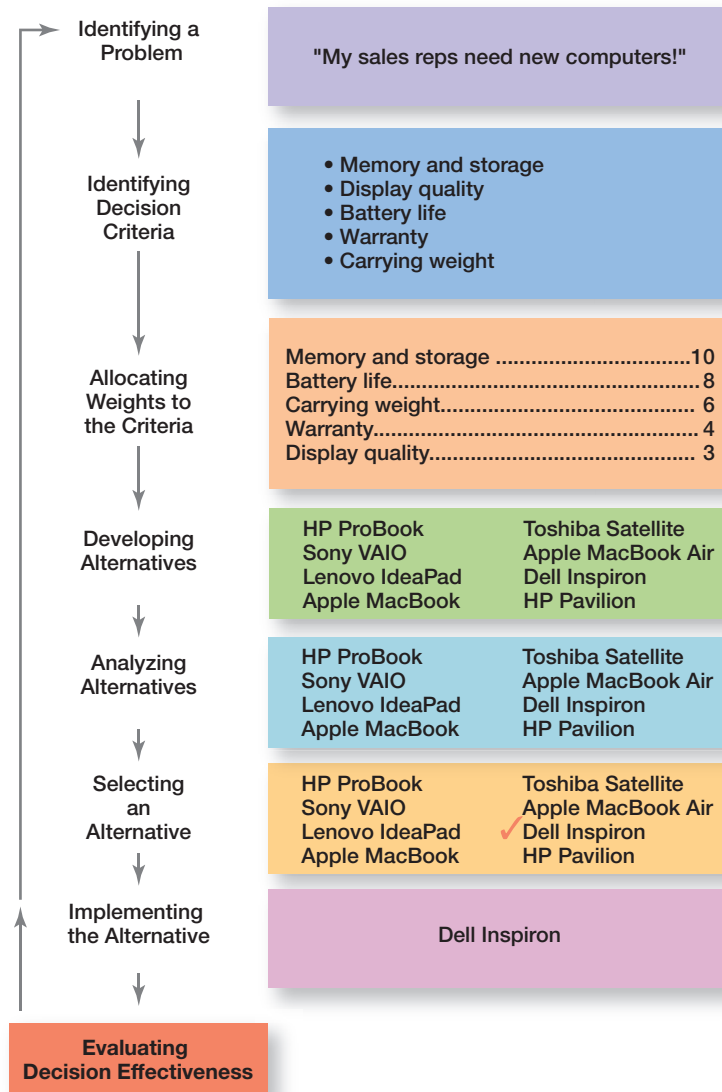 Identifying a
Problem
"My sales reps need new computers!"
Identifying
Decision
Criteria
• Memory and storage
• Display quality
• Battery life
• Warranty
• Carrying weight
Allocating
Weights to
the Criteria
Memory and storage ......................................10
Battery life.......................................................... 8
Carrying weight.................................................. 6
Warranty............................................................. 4
Display quality.................................................... 3
Developing
Alternatives
HP ProBook Toshiba Satellite
Sony VAIO Apple MacBook Air
Lenovo IdeaPad Dell Inspiron
Apple MacBook HP Pavilion
Analyzing
Alternatives
HP ProBook Toshiba Satellite
Sony VAIO Apple MacBook Air
Lenovo IdeaPad Dell Inspiron
Apple MacBook HP Pavilion
Selecting
an
Alternative
HP ProBook Toshiba Satellite
Sony VAIO Apple MacBook Air
Lenovo IdeaPad ✓ Dell Inspiron
Apple MacBook HP Pavilion
Implementing
the Alternative
Dell Inspiron
Evaluating
Decision Effectiveness